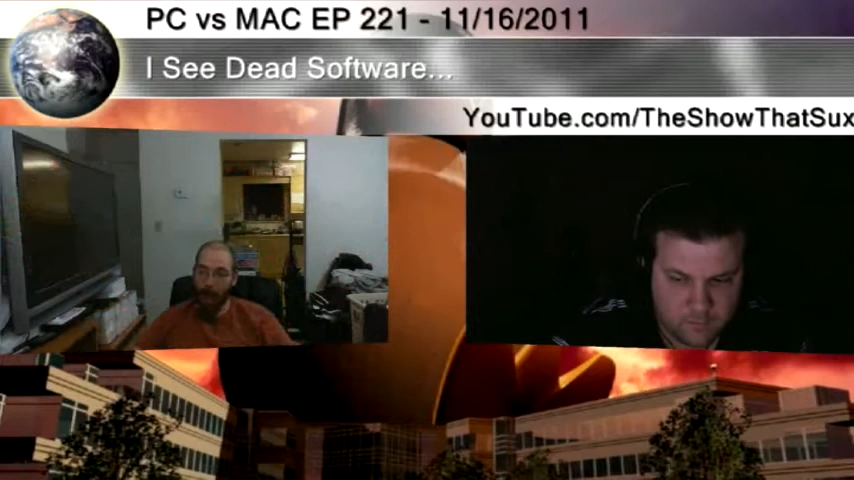 PC vs MAC EP 221 - 11/16/2011
I See Dead Software...
YouTube.com/TheShowThatSux